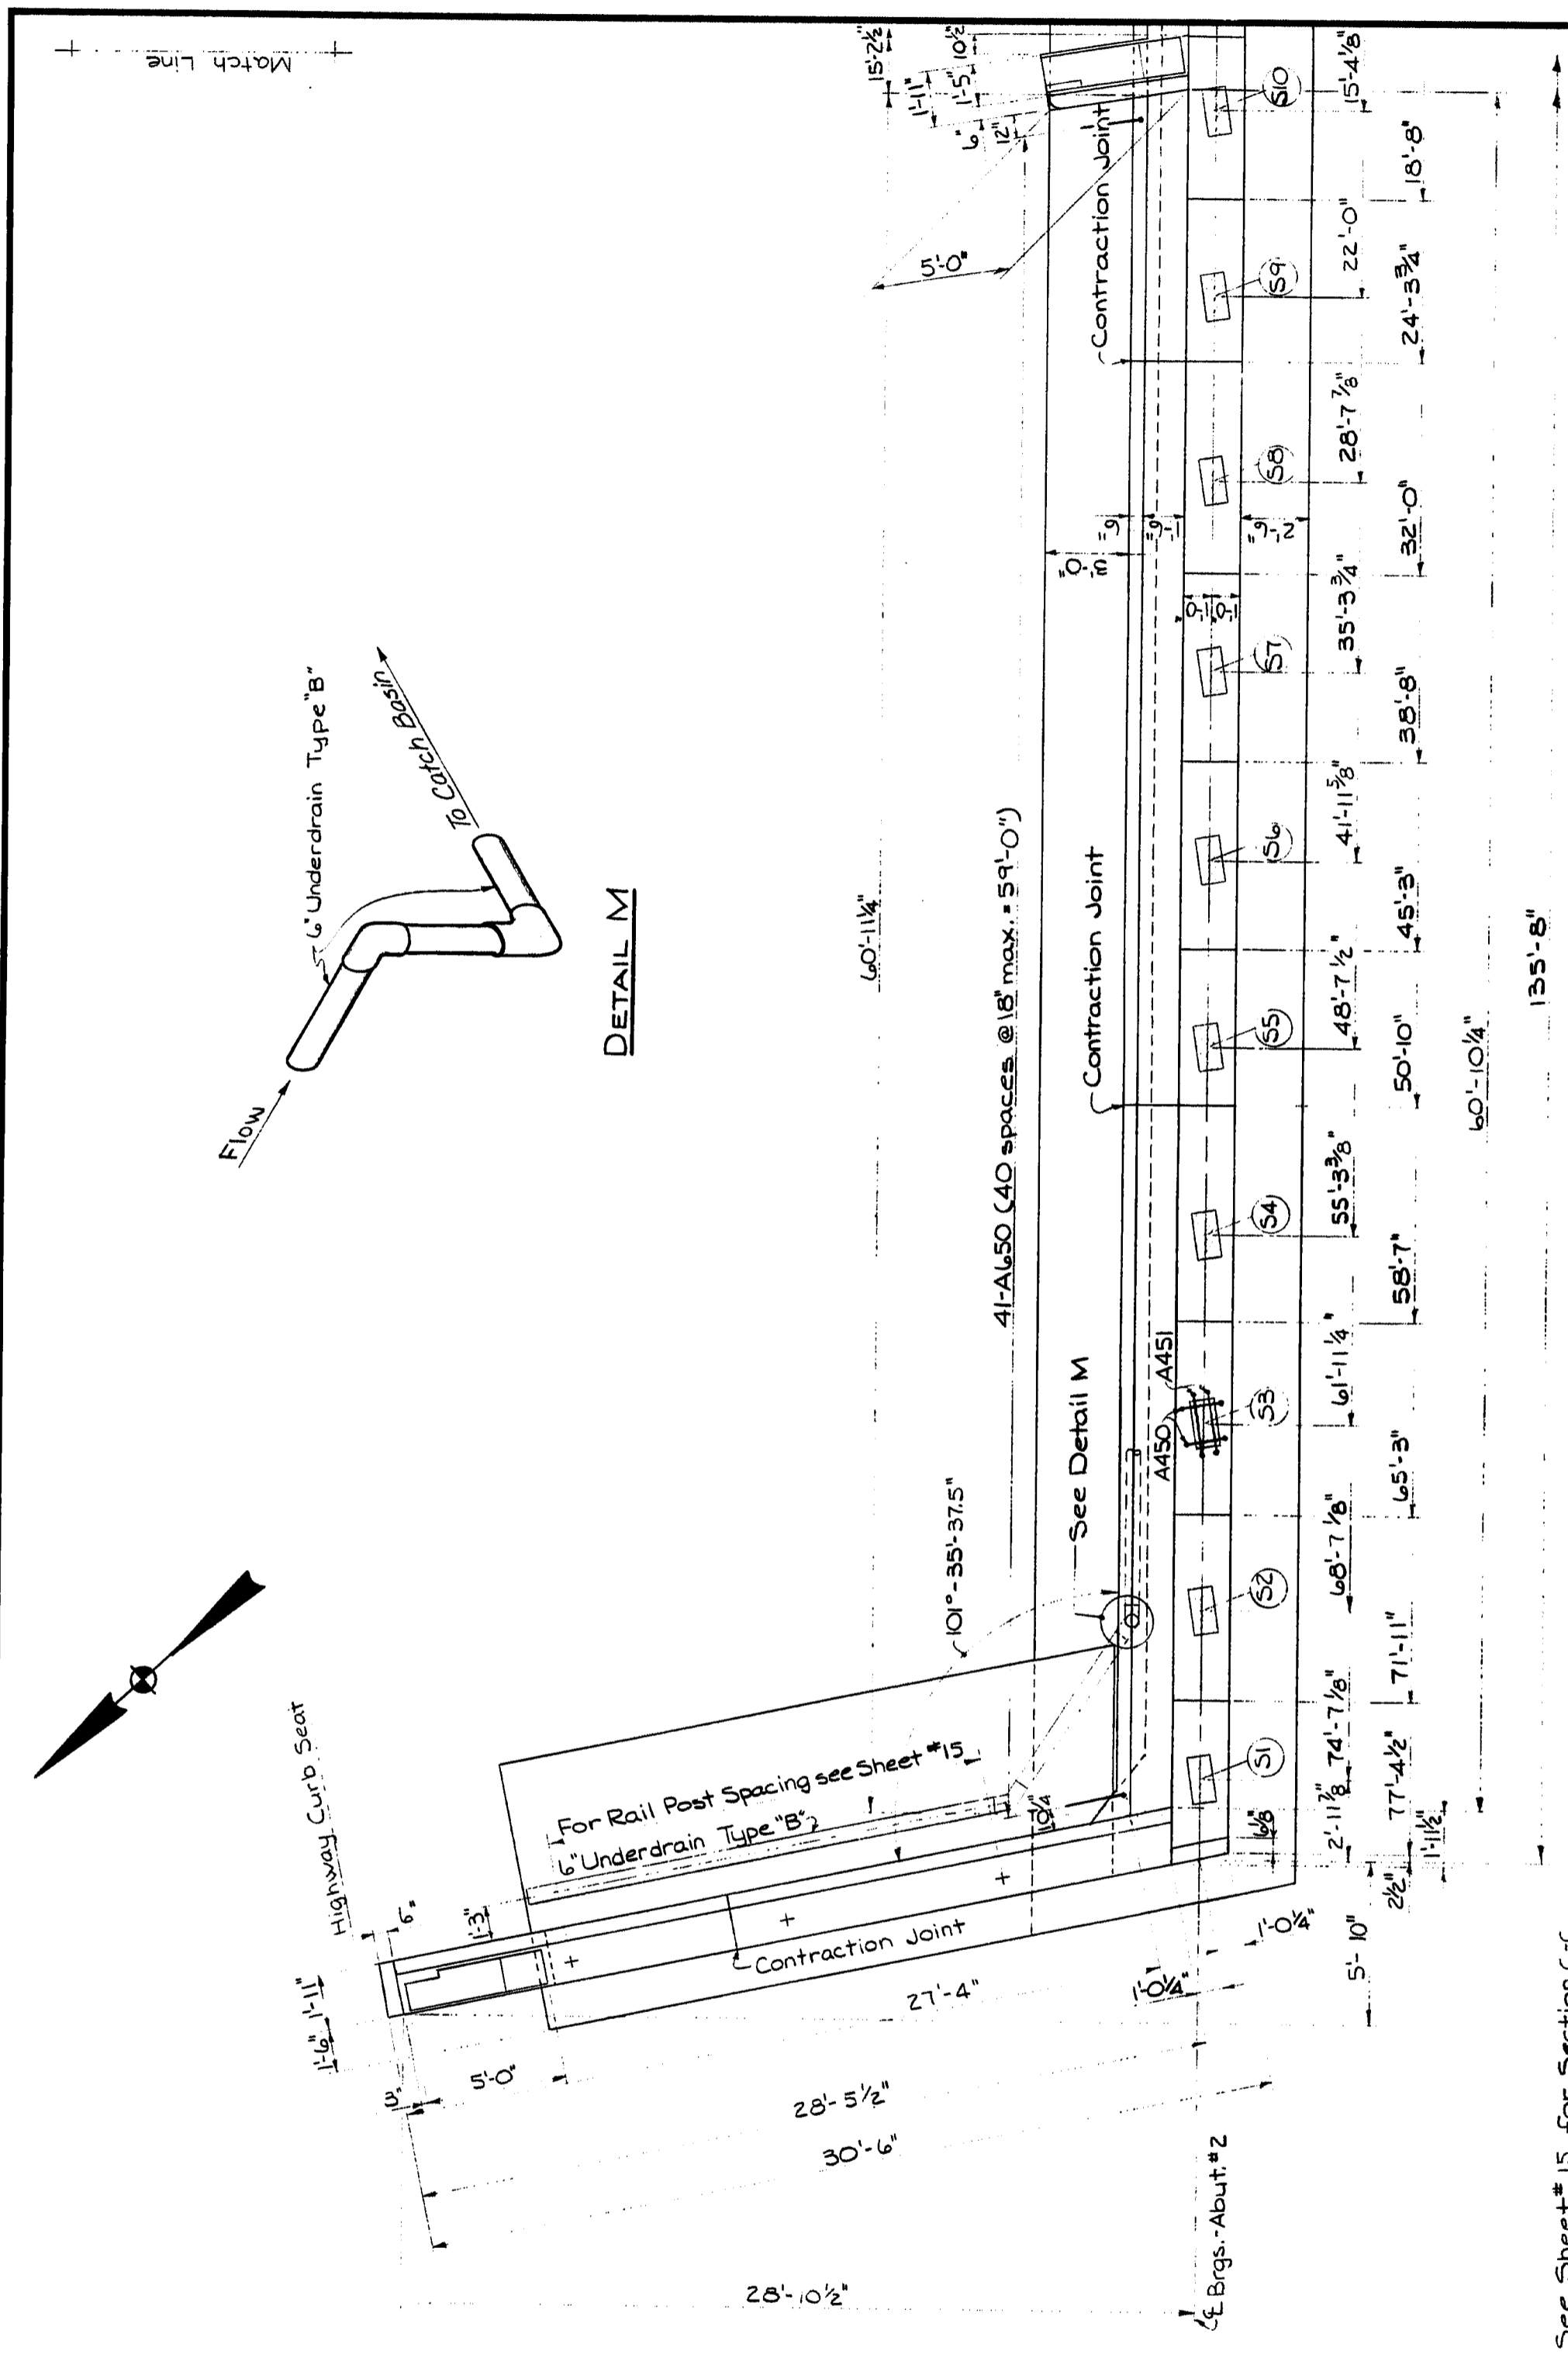 Match Line
6" Underdrain Type "B"
To Catch Basin
Flow
DETAIL M
15'-2½"
10½"
1'-5"
1'-11"
6"
12"
5'-0"
60'-11¼"
41-A650 (40 spaces @ 18" max. = 59'-0")
Contraction Joint
Contraction Joint
See Detail M
101°-35'-37.5"
5'-0"
6"
1'-6"
2'-6"
1'-0"
1'-0"
A450
A451
S1
S2
S3
S4
S5
S6
S7
S8
S9
S10
2'-11⅞"
74'-7⅛"
68'-7⅛"
61'-11¼"
55'-3⅜"
48'-7½"
41'-11⅝"
35'-3¾"
28'-7⅞"
22'-0"
15'-4⅛"
77'-4½"
71'-11"
65'-3"
58'-7"
50'-10"
45'-3"
38'-8"
32'-0"
24'-3¾"
18'-8"
2½"
1'-1½"
60'-10¼"
135'-8"
Highway Curb Seat
6"
1'-3"
1'-6"
1'-11"
3"
5'-0"
For Rail Post Spacing see Sheet #15
6" Underdrain Type "B"
10¼"
Contraction Joint
27'-4"
1'-0¼"
1'-0¼"
5'-10"
28'-5½"
30'-6"
28'-10½"
℄ Brgs.-Abut. #2
See Sheet #15 for Section C-C